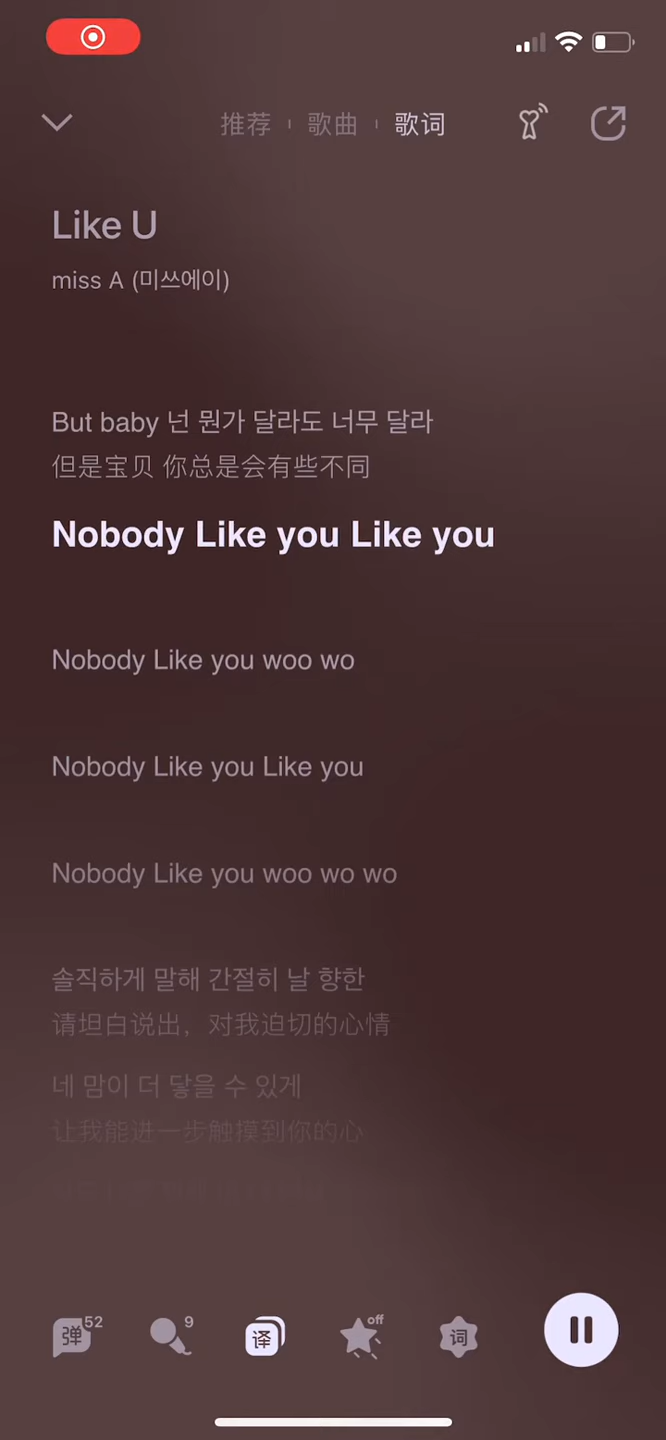 推荐 歌曲 歌词
Like U
miss A (미쓰에이)
But baby 넌 뭔가 달라도 너무 달라
但是宝贝 你总是会有些不同
Nobody Like you Like you
Nobody Like you woo wo
Nobody Like you Like you
Nobody Like you woo wo wo
솔직하게 말해 간절히 날 향한
请坦白说出，对我迫切的心情
네 맘이 더 닿을 수 있게
让我能进一步触摸到你的心
弹 52 9 译 off 词